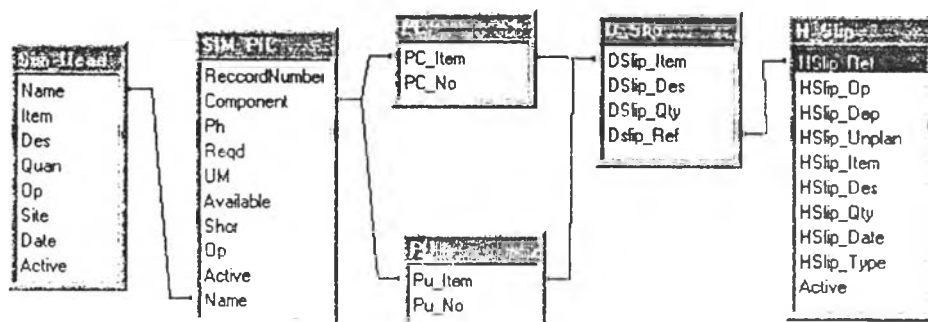 Name
Item
Des
Quan
Op
Site
Date
Active
SIM_PIC
ReccordNumber
Component
Ph
Reqd
UM
Available
Shor
Op
Active
Name
PC_Item
PC_No
Pu_Item
Pu_No
DSlip_Item
DSlip_Des
DSlip_Qty
Dslip_Ref
H_Slip
HSlip_Ref
HSlip_Op
HSlip_Dep
HSlip_Unplan
HSlip_Item
HSlip_Des
HSlip_Qty
HSlip_Date
HSlip_Type
Active